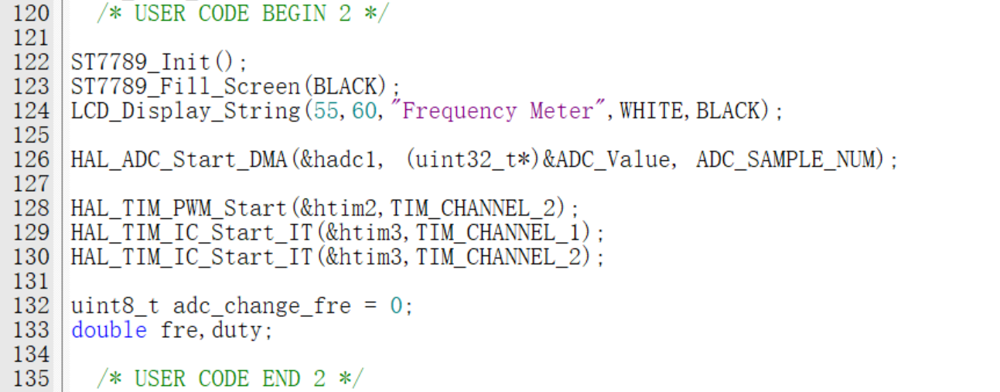 120 /* USER CODE BEGIN 2 */
121
122 ST7789_Init();
123 ST7789_Fill_Screen(BLACK);
124 LCD_Display_String(55,60,"Frequency Meter",WHITE,BLACK);
125
126 HAL_ADC_Start_DMA(&hadc1, (uint32_t*)&ADC_Value, ADC_SAMPLE_NUM);
127
128 HAL_TIM_PWM_Start(&htim2,TIM_CHANNEL_2);
129 HAL_TIM_IC_Start_IT(&htim3,TIM_CHANNEL_1);
130 HAL_TIM_IC_Start_IT(&htim3,TIM_CHANNEL_2);
131
132 uint8_t adc_change_fre = 0;
133 double fre,duty;
134
135 /* USER CODE END 2 */